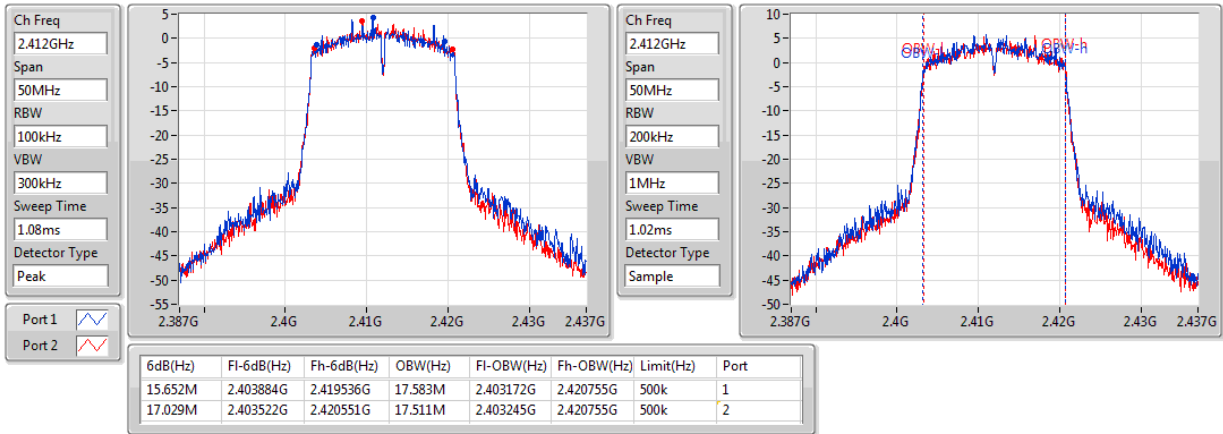 Ch Freq
2.412GHz
Span
50MHz
RBW
100kHz
VBW
300kHz
Sweep Time
1.08ms
Detector Type
Peak
Port 1
Port 2
5
0
-5
-10
-15
-20
-25
-30
-35
-40
-45
-50
-55
2.387G 2.4G 2.41G 2.42G 2.43G 2.437G
Ch Freq
2.412GHz
Span
50MHz
RBW
200kHz
VBW
1MHz
Sweep Time
1.02ms
Detector Type
Sample
10
5
0
-5
-10
-15
-20
-25
-30
-35
-40
-45
-50
OBW-h
OBW-h
2.387G 2.4G 2.41G 2.42G 2.43G 2.437G
6dB(Hz) Fl-6dB(Hz) Fh-6dB(Hz) OBW(Hz) Fl-OBW(Hz) Fh-OBW(Hz) Limit(Hz) Port
15.652M 2.403884G 2.419536G 17.583M 2.403172G 2.420755G 500k 1
17.029M 2.403522G 2.420551G 17.511M 2.403245G 2.420755G 500k 2